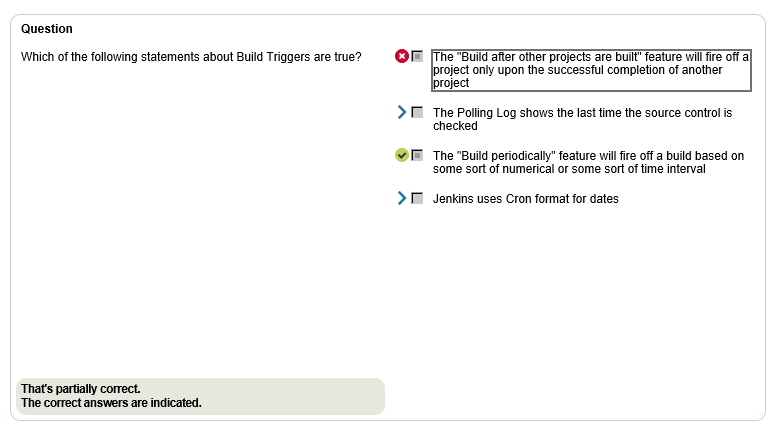 Question
Which of the following statements about Build Triggers are true?
The "Build after other projects are built" feature will fire off a
project only upon the successful completion of another
project
The Polling Log shows the last time the source control is
checked
The "Build periodically" feature will fire off a build based on
some sort of numerical or some sort of time interval
Jenkins uses Cron format for dates
That's partially correct.
The correct answers are indicated.